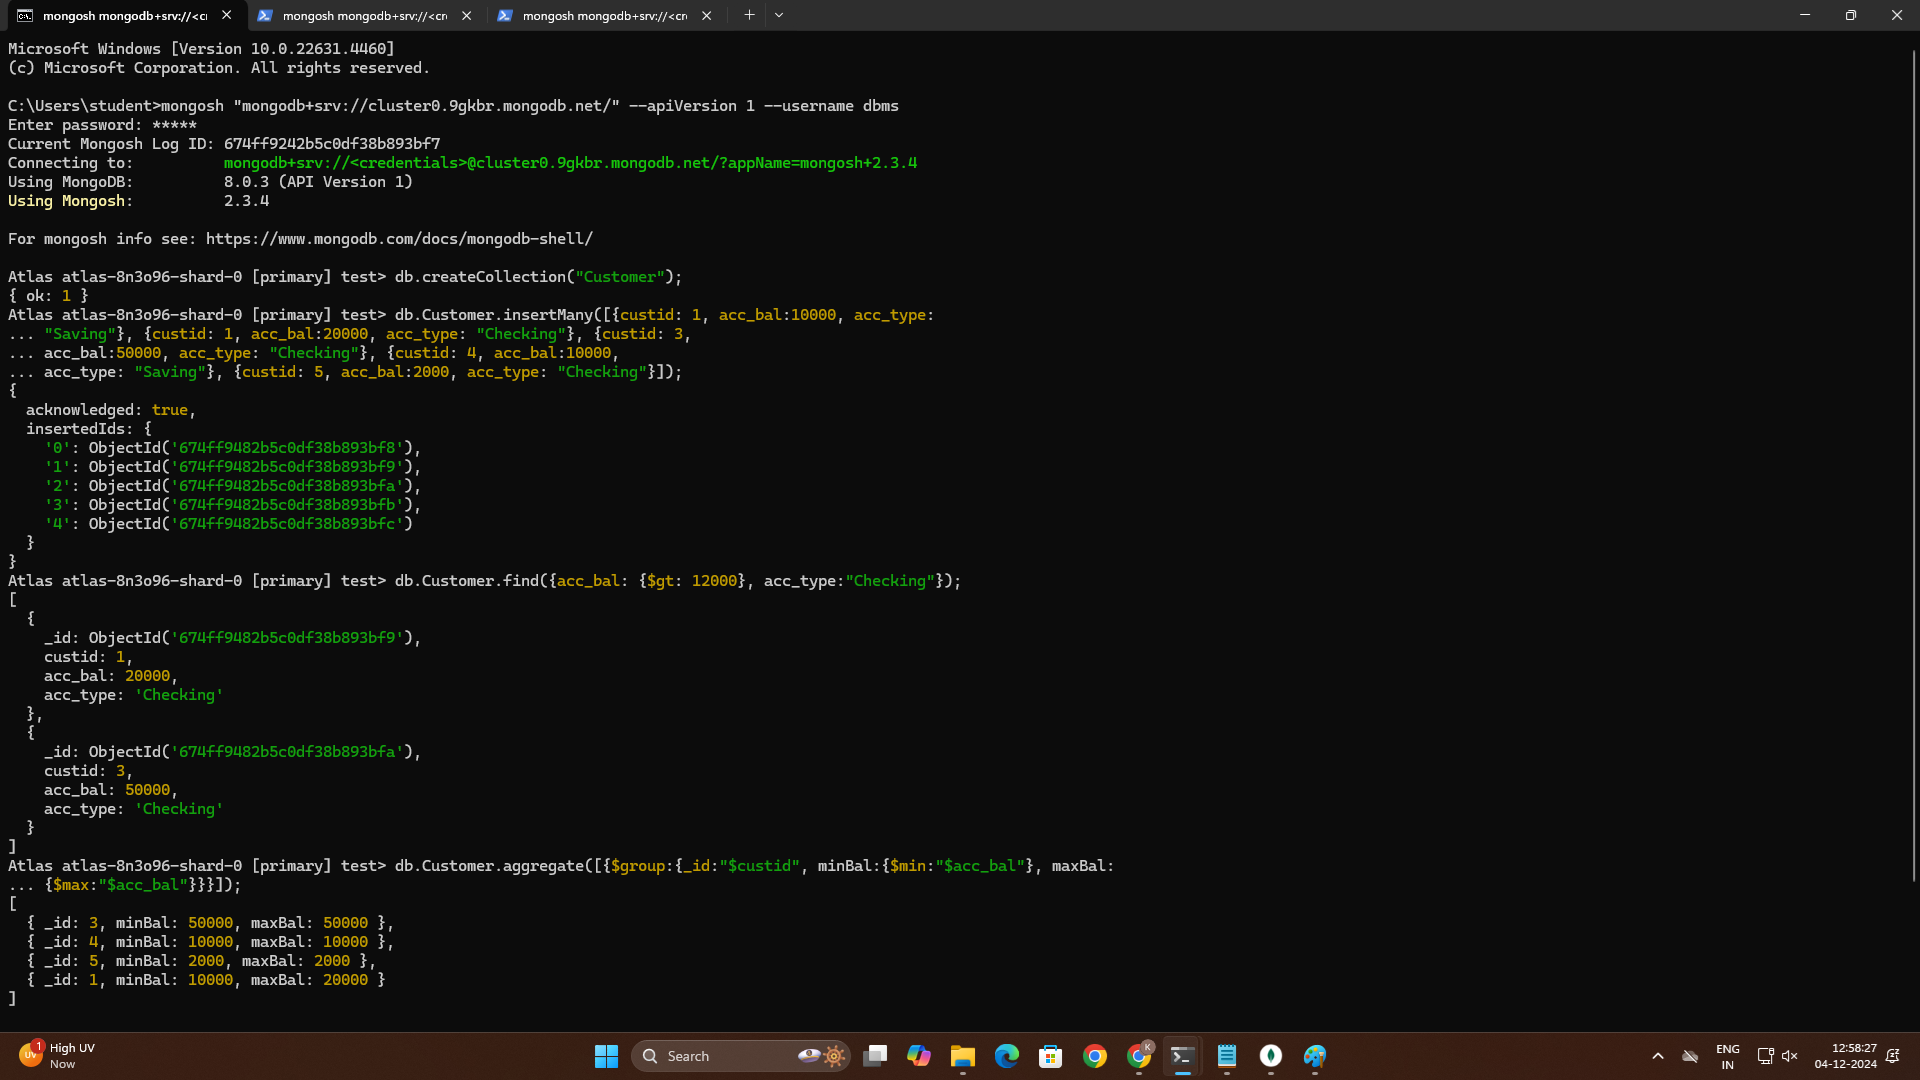 mongosh mongodb+srv://<cr
mongosh mongodb+srv://<cre
mongosh mongodb+srv://<cre
Microsoft Windows [Version 10.0.22631.4460]
(c) Microsoft Corporation. All rights reserved.
C:\Users\student>mongosh "mongodb+srv://cluster0.9gkbr.mongodb.net/" --apiVersion 1 --username dbms
Enter password: *****
Current Mongosh Log ID: 674ff9242b5c0df38b893bf7
Connecting to: mongodb+srv://<credentials>@cluster0.9gkbr.mongodb.net/?appName=mongosh+2.3.4
Using MongoDB: 8.0.3 (API Version 1)
Using Mongosh: 2.3.4
For mongosh info see: https://www.mongodb.com/docs/mongodb-shell/
Atlas atlas-8n3o96-shard-0 [primary] test> db.createCollection("Customer");
{ ok: 1 }
Atlas atlas-8n3o96-shard-0 [primary] test> db.Customer.insertMany([{custid: 1, acc_bal:10000, acc_type:
... "Saving"}, {custid: 1, acc_bal:20000, acc_type: "Checking"}, {custid: 3,
... acc_bal:50000, acc_type: "Checking"}, {custid: 4, acc_bal:10000,
... acc_type: "Saving"}, {custid: 5, acc_bal:2000, acc_type: "Checking"}]);
{
  acknowledged: true,
  insertedIds: {
    '0': ObjectId('674ff9482b5c0df38b893bf8'),
    '1': ObjectId('674ff9482b5c0df38b893bf9'),
    '2': ObjectId('674ff9482b5c0df38b893bfa'),
    '3': ObjectId('674ff9482b5c0df38b893bfb'),
    '4': ObjectId('674ff9482b5c0df38b893bfc')
  }
}
Atlas atlas-8n3o96-shard-0 [primary] test> db.Customer.find({acc_bal: {$gt: 12000}, acc_type:"Checking"});
[
  {
    _id: ObjectId('674ff9482b5c0df38b893bf9'),
    custid: 1,
    acc_bal: 20000,
    acc_type: 'Checking'
  },
  {
    _id: ObjectId('674ff9482b5c0df38b893bfa'),
    custid: 3,
    acc_bal: 50000,
    acc_type: 'Checking'
  }
]
Atlas atlas-8n3o96-shard-0 [primary] test> db.Customer.aggregate([{$group:{_id:"$custid", minBal:{$min:"$acc_bal"}, maxBal:
... {$max:"$acc_bal"}}}]);
[
  { _id: 3, minBal: 50000, maxBal: 50000 },
  { _id: 4, minBal: 10000, maxBal: 10000 },
  { _id: 5, minBal: 2000, maxBal: 2000 },
  { _id: 1, minBal: 10000, maxBal: 20000 }
]
UV
1
High UV
Now
Search
K
ENG
IN
12:58:27
04-12-2024